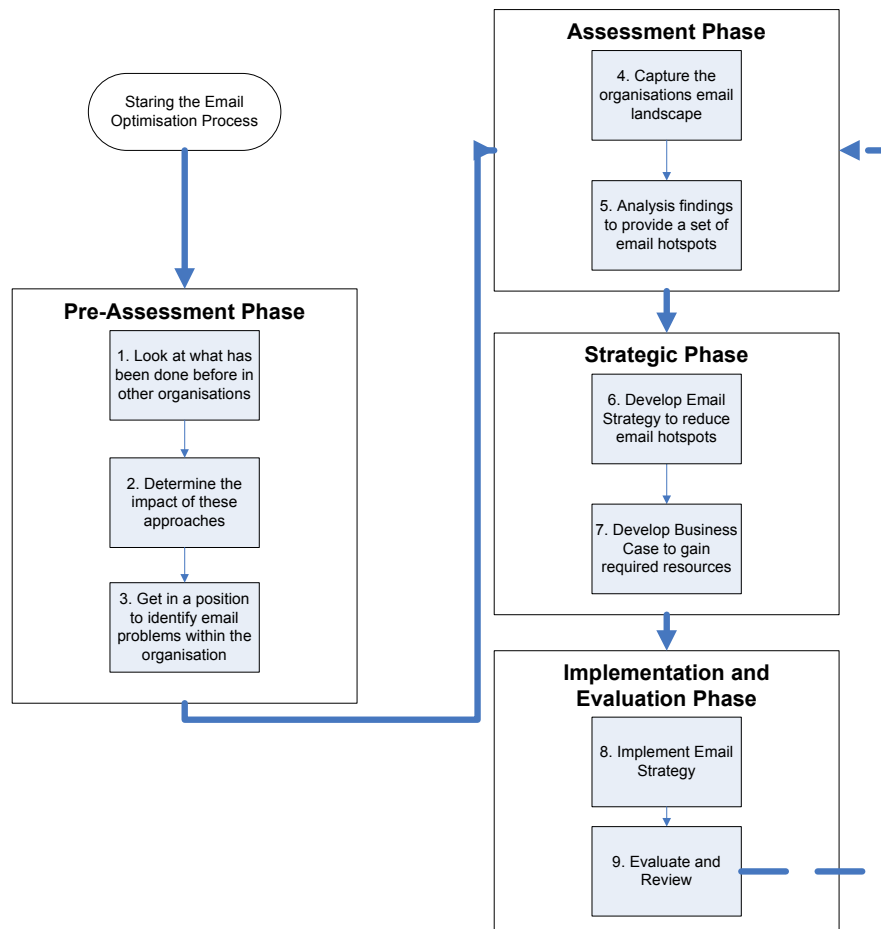 Staring the Email
Optimisation Process
Pre-Assessment Phase
1. Look at what has
been done before in
other organisations
2. Determine the
impact of these
approaches
3. Get in a position
to identify email
problems within the
organisation
Assessment Phase
4. Capture the
organisations email
landscape
5. Analysis findings
to provide a set of
email hotspots
Strategic Phase
6. Develop Email
Strategy to reduce
email hotspots
7. Develop Business
Case to gain
required resources
Implementation and
Evaluation Phase
8. Implement Email
Strategy
9. Evaluate and
Review